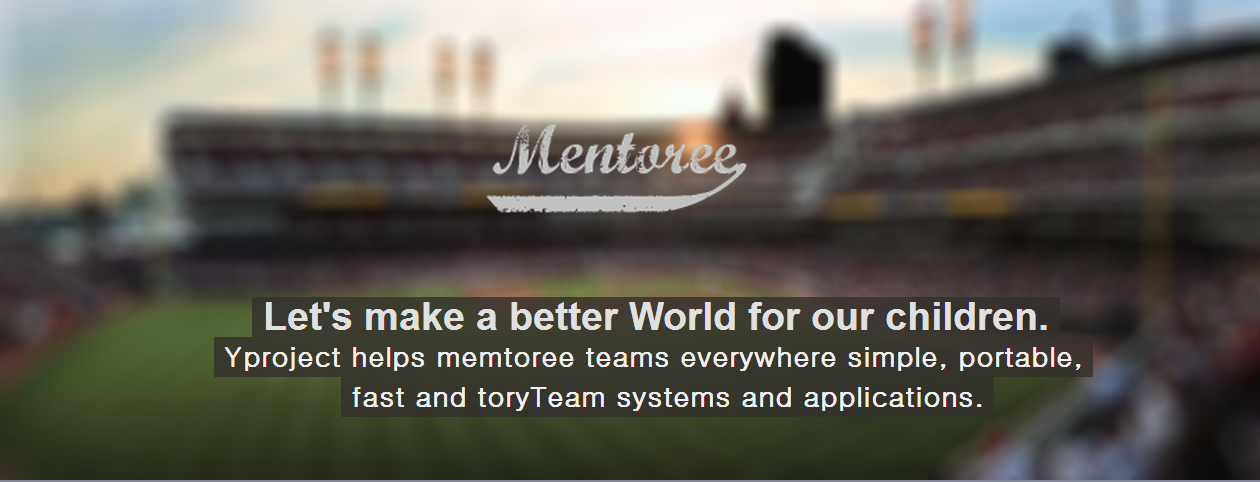 Mentoree
Let's make a better World for our children.
Yproject helps memtoree teams everywhere simple, portable,
fast and toryTeam systems and applications.